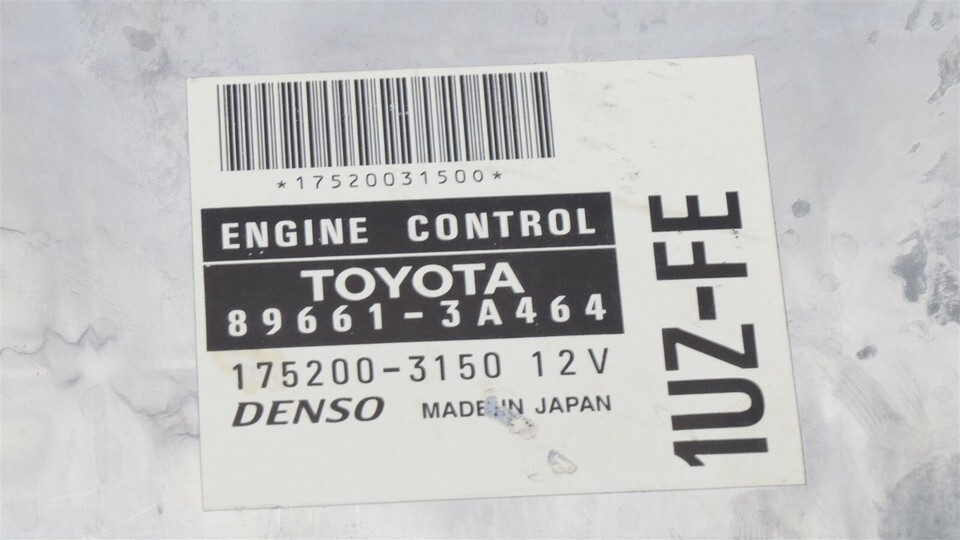 *17520031500*
ENGINE CONTROL
TOYOTA
89661-3A464
175200-3150 12V
DENSO MADE IN JAPAN
1UZ-FE